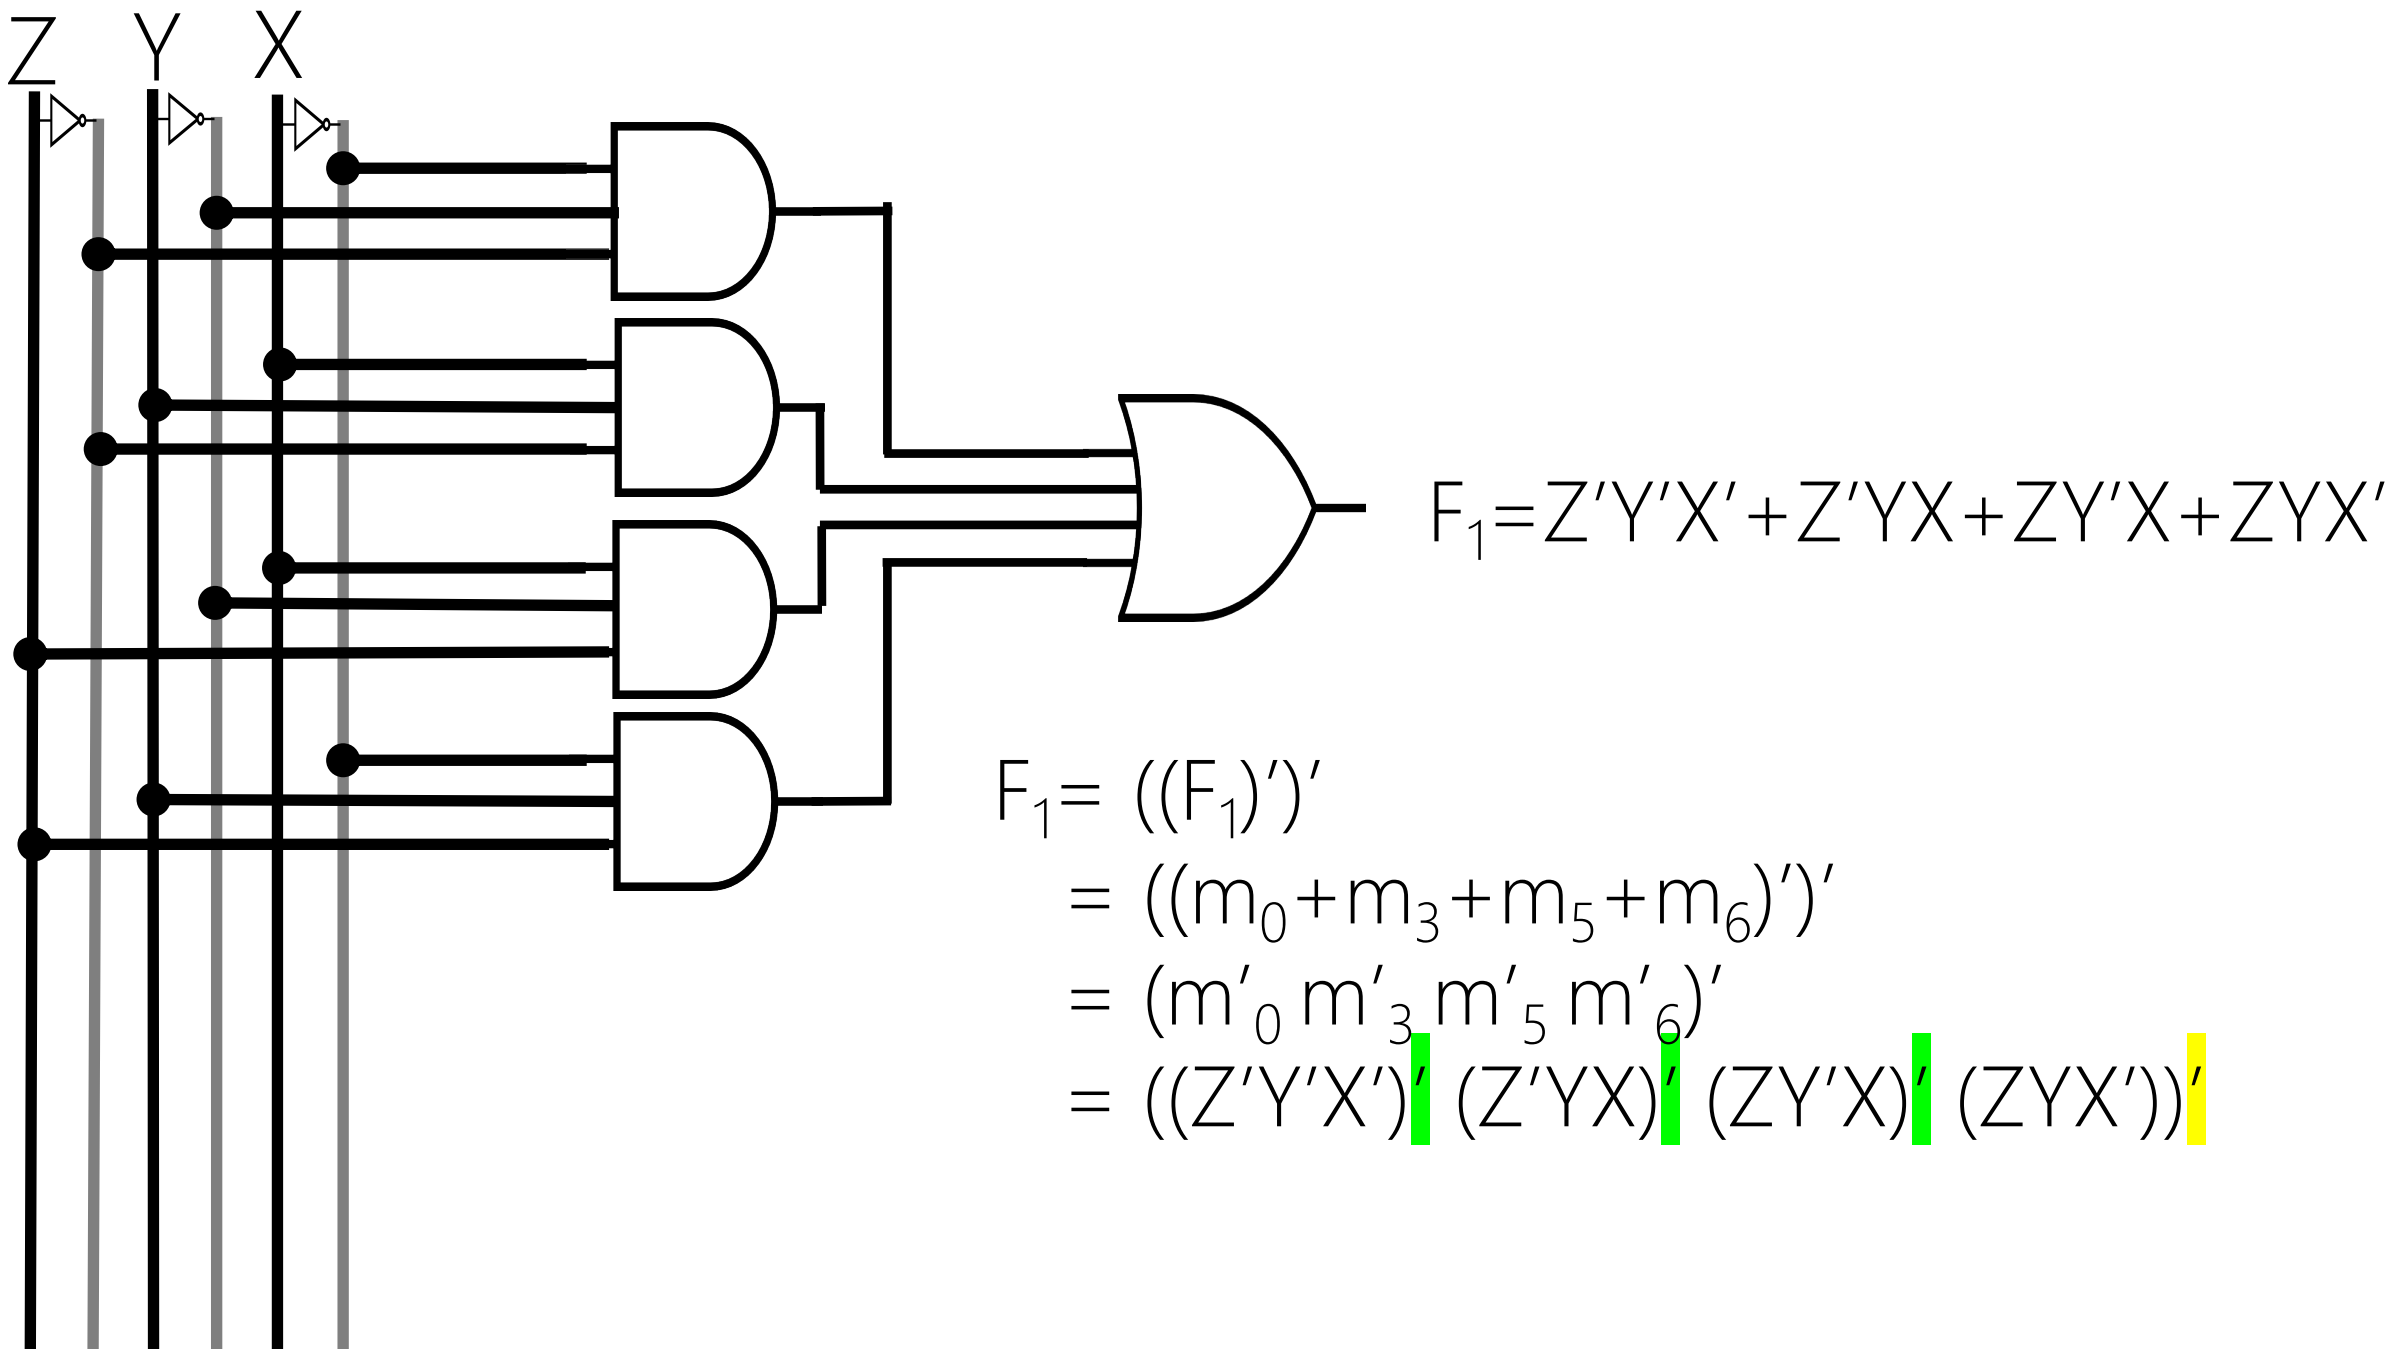 Z Y X
F₁=Z′Y′X′+Z′YX+ZY′X+ZYX′
F₁= ((F₁)′)′
= ((m₀+m₃+m₅+m₆)′)′
= (m′₀ m′₃ m′₅ m′₆)′
= ((Z′Y′X′)′ (Z′YX)′ (ZY′X)′ (ZYX′))′